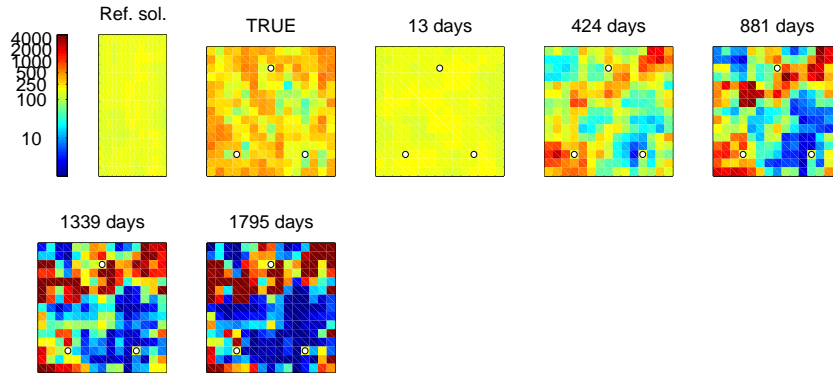 Ref. sol.
TRUE
13 days
424 days
881 days
4000
2000
1000
500
250
100
10
1339 days
1795 days